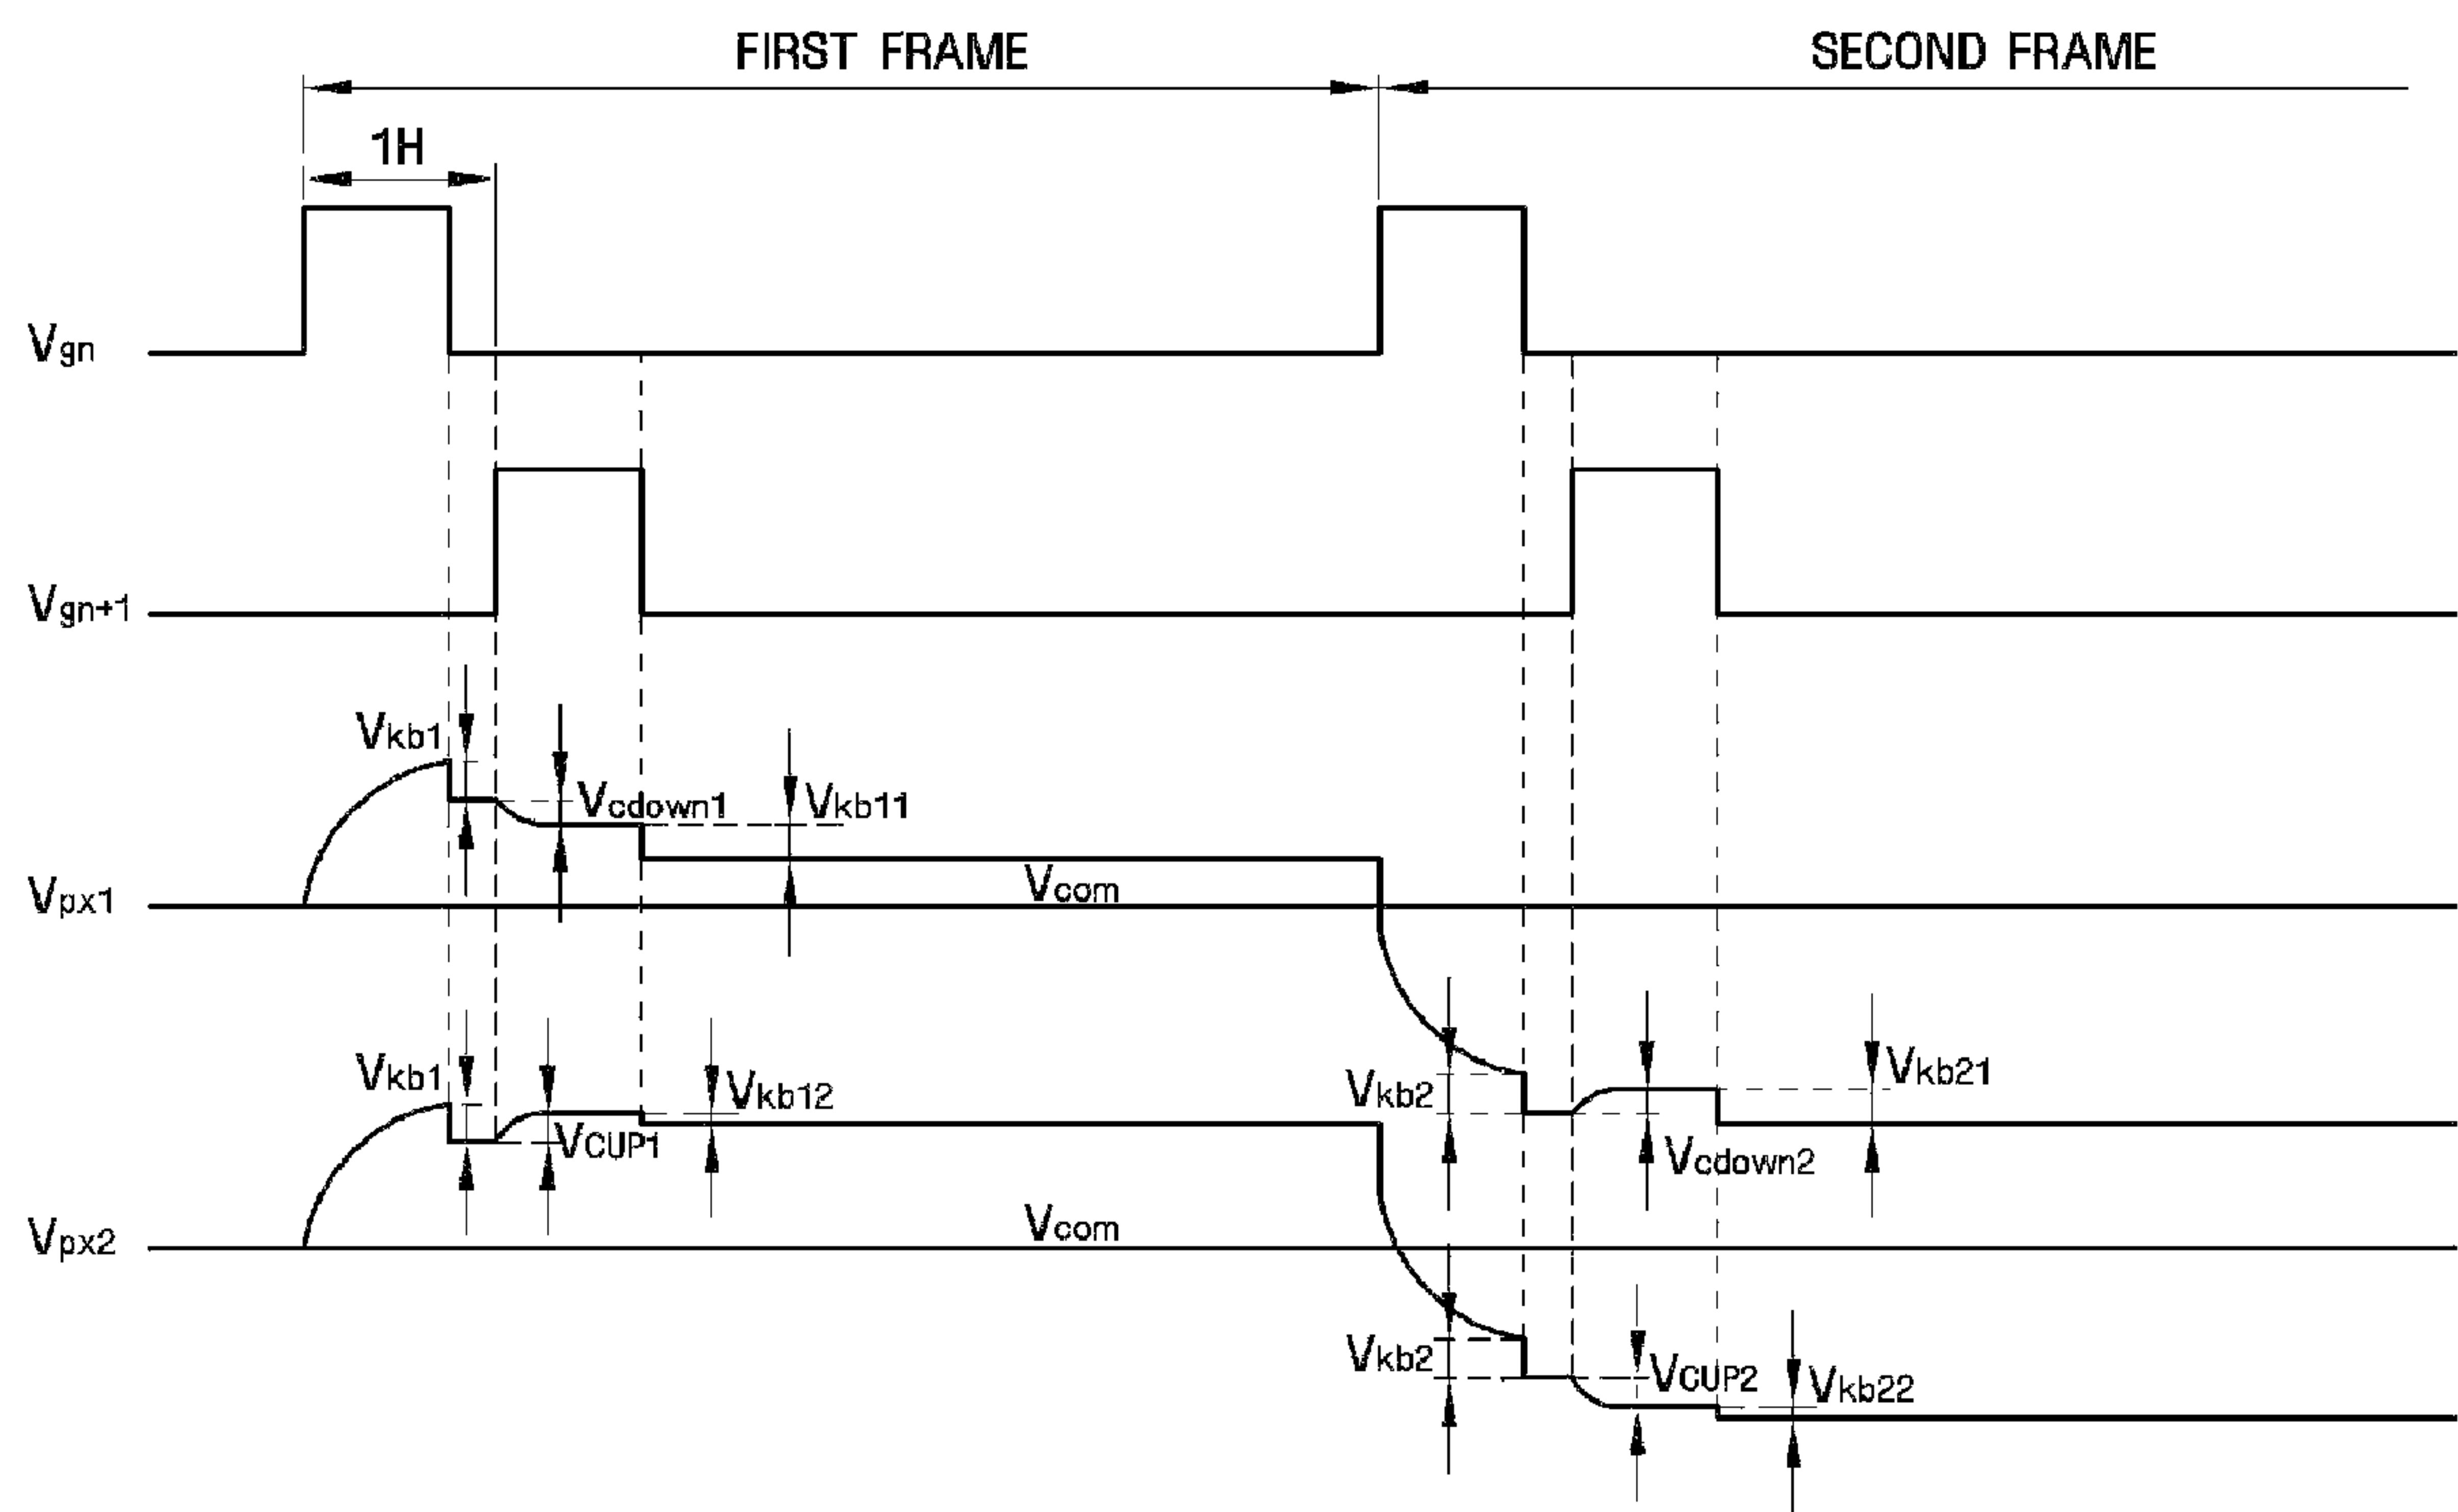 FIRST FRAME
SECOND FRAME
1H
Vgn
Vgn+1
Vkb1
Vcdown1
Vkb11
Vpx1
Vcom
Vkb1
Vkb12
VCUP1
Vkb2
Vkb21
Vcdown2
Vpx2
Vcom
Vkb2
VCUP2
Vkb22